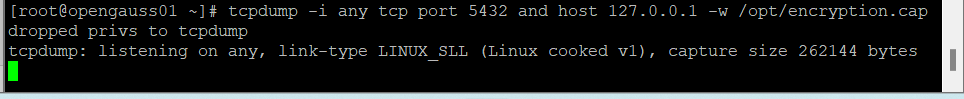 [root@opengauss01 ~]# tcpdump -i any tcp port 5432 and host 127.0.0.1 -w /opt/encryption.cap
dropped privs to tcpdump
tcpdump: listening on any, link-type LINUX_SLL (Linux cooked v1), capture size 262144 bytes